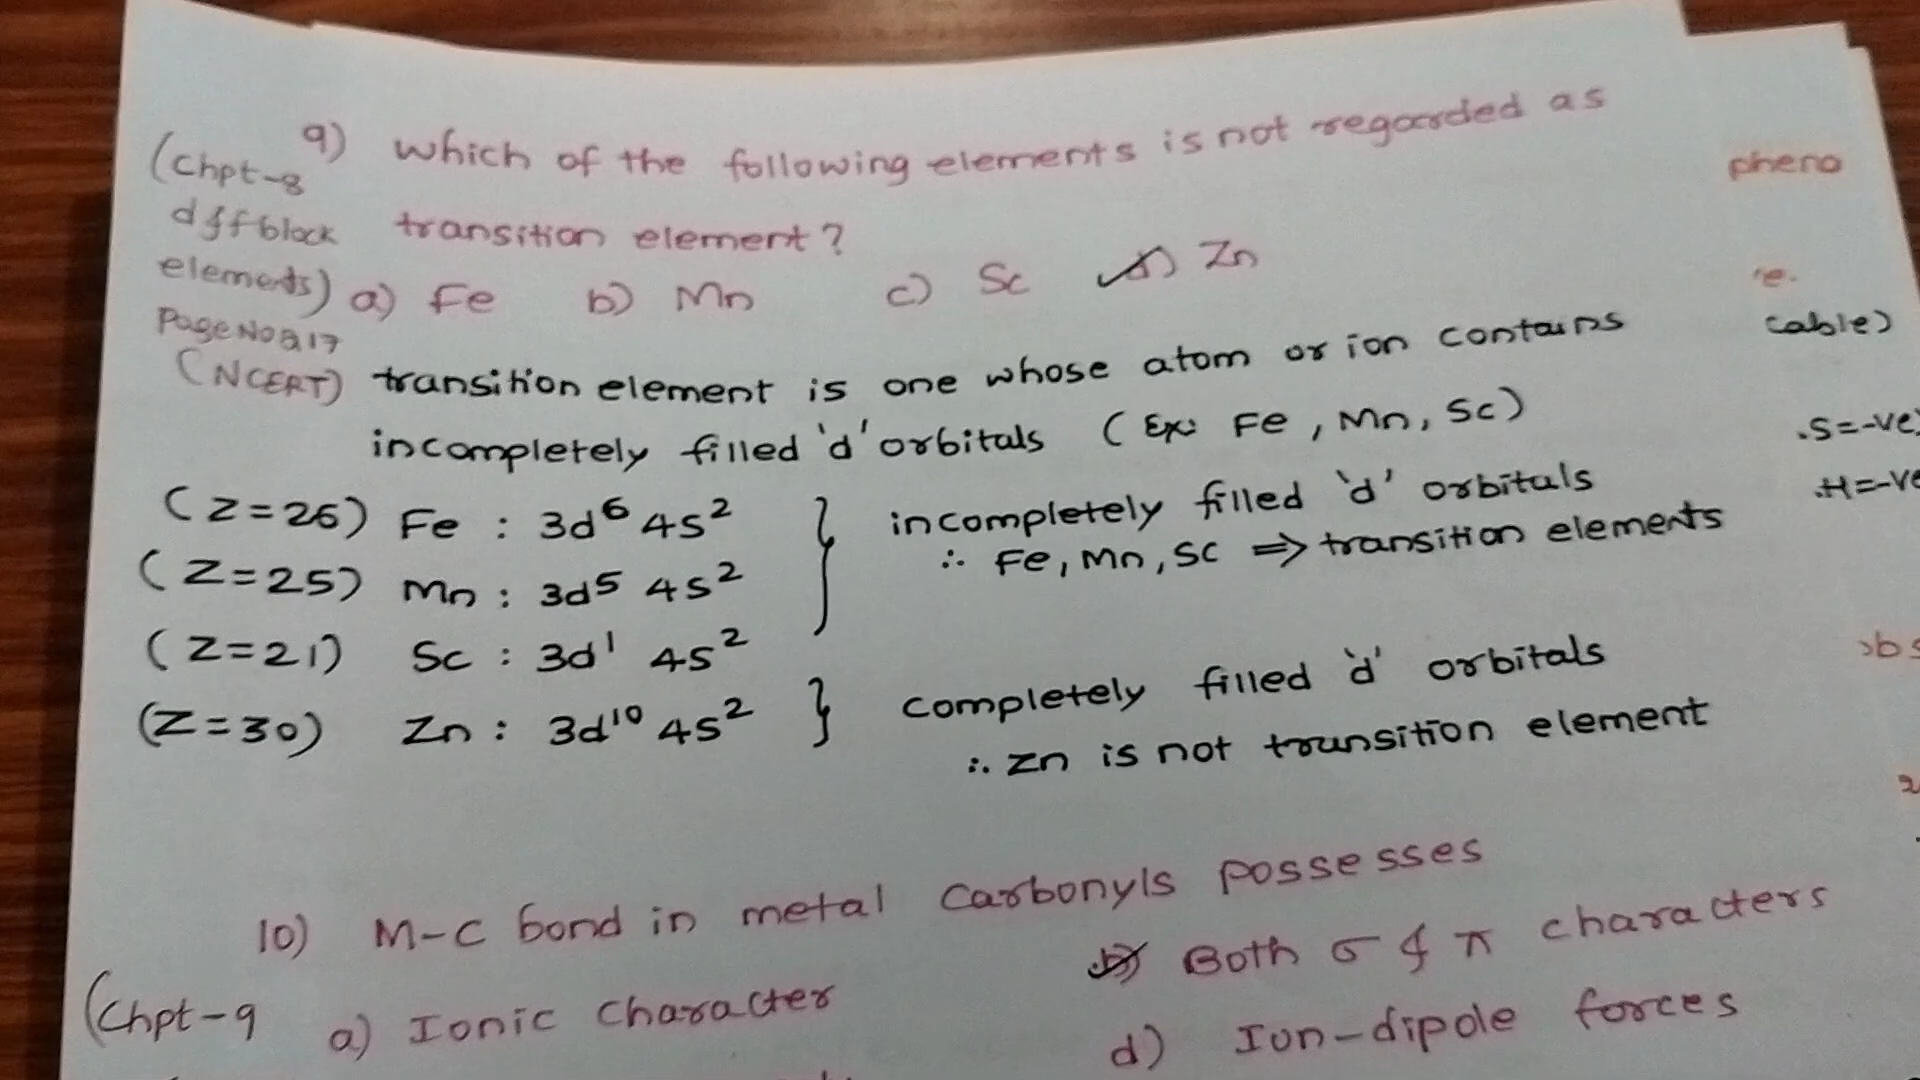 9) which of the following elements is not regarded as
(Chpt-8
d & f block transition element?
elements) a) Fe b) Mn c) Sc d) Zn
Page No 217
(NCERT) transition element is one whose atom or ion contains
incompletely filled 'd' orbitals (Ex: Fe, Mn, Sc)
(Z=26) Fe : 3d⁶ 4s² } incompletely filled 'd' orbitals
∴ Fe, Mn, Sc ⇒ transition elements
(Z=25) Mn : 3d⁵ 4s²
(Z=21) Sc : 3d¹ 4s²
(Z=30) Zn : 3d¹⁰ 4s² } completely filled 'd' orbitals
∴ Zn is not transition element
10) M-C bond in metal carbonyls possesses
(Chpt-9 a) Ionic character b) Both σ & π characters
d) Ion-dipole forces
pheno
e.
cable)
.S=-ve
.H=-ve